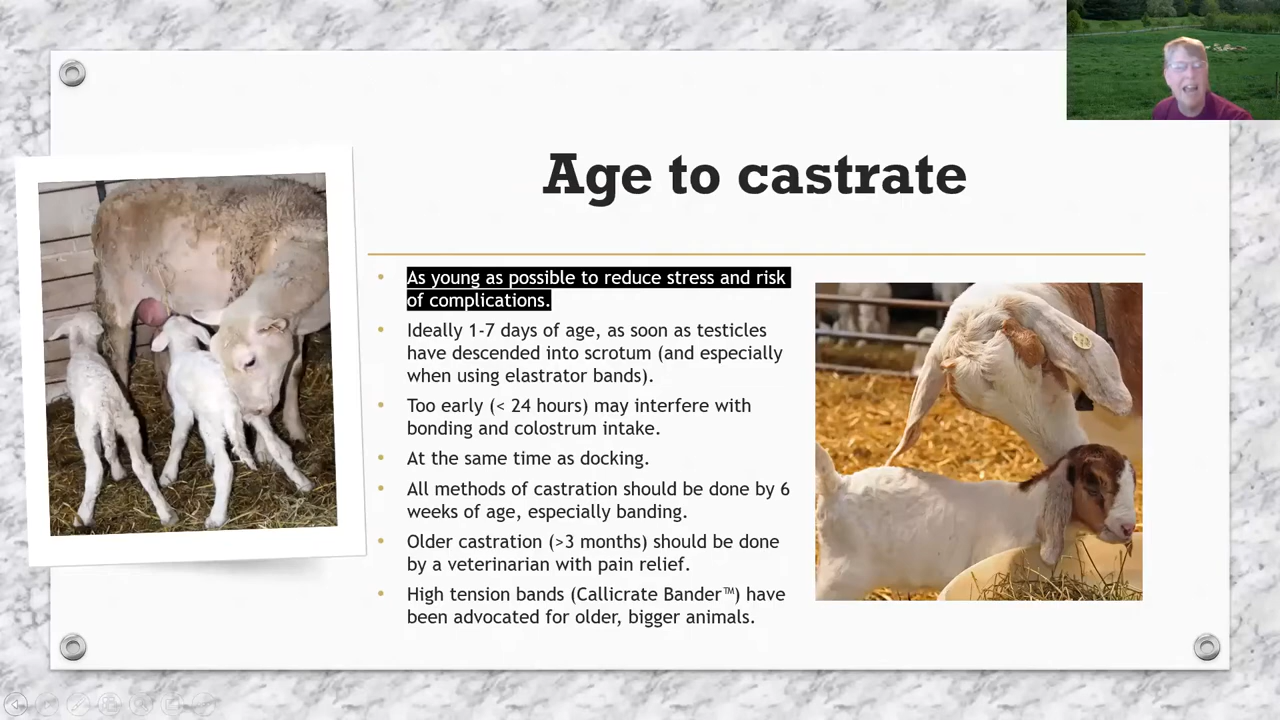 Age to castrate
• As young as possible to reduce stress and risk
of complications.
• Ideally 1-7 days of age, as soon as testicles
have descended into scrotum (and especially
when using elastrator bands).
• Too early (< 24 hours) may interfere with
bonding and colostrum intake.
• At the same time as docking.
• All methods of castration should be done by 6
weeks of age, especially banding.
• Older castration (>3 months) should be done
by a veterinarian with pain relief.
• High tension bands (Callicrate Bander™) have
been advocated for older, bigger animals.